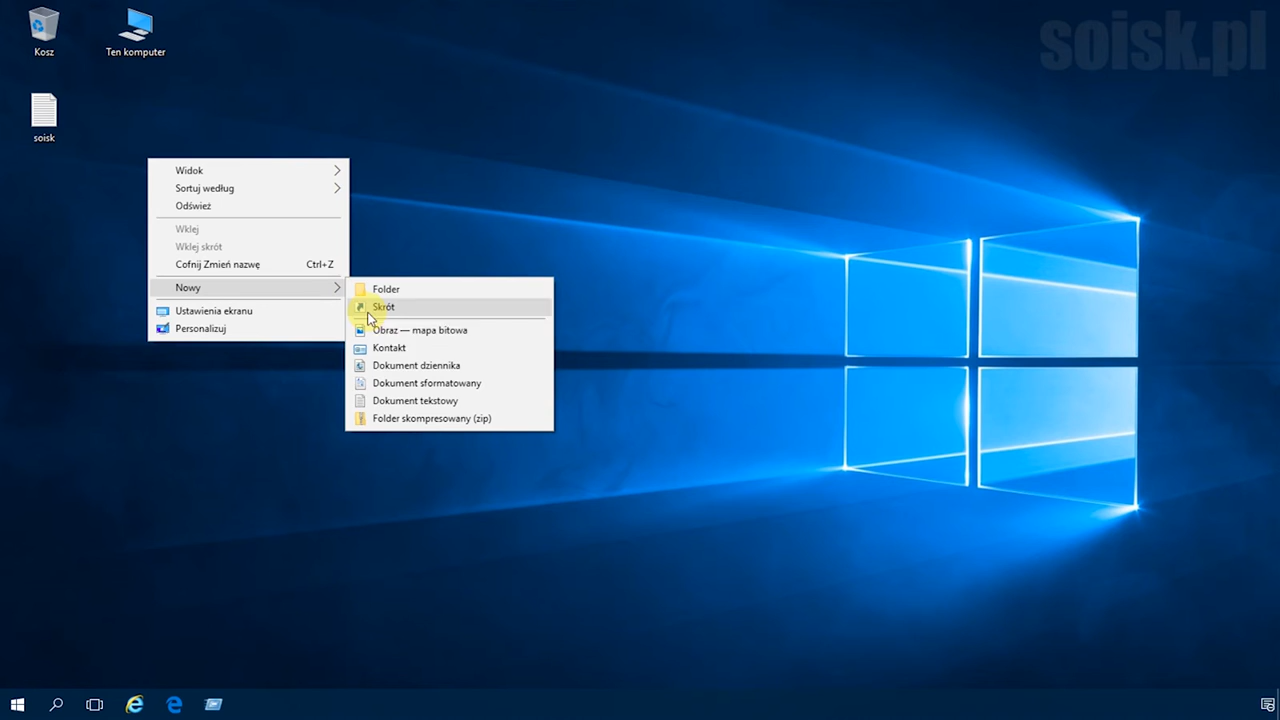 soisk.pl
Kosz
Ten komputer
soisk
Widok
Sortuj według
Odśwież
Wklej
Wklej skrót
Cofnij Zmień nazwę Ctrl+Z
Nowy
Ustawienia ekranu
Personalizuj
Folder
Skrót
Obraz — mapa bitowa
Kontakt
Dokument dziennika
Dokument sformatowany
Dokument tekstowy
Folder skompresowany (zip)